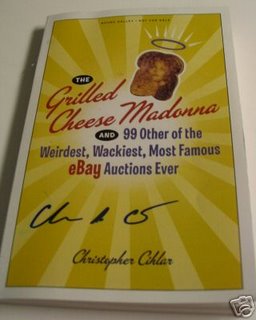 THE
Grilled
Cheese Madonna
AND 99 Other of the
Weirdest, Wackiest, Most Famous
eBay Auctions Ever
Christopher Cihlar